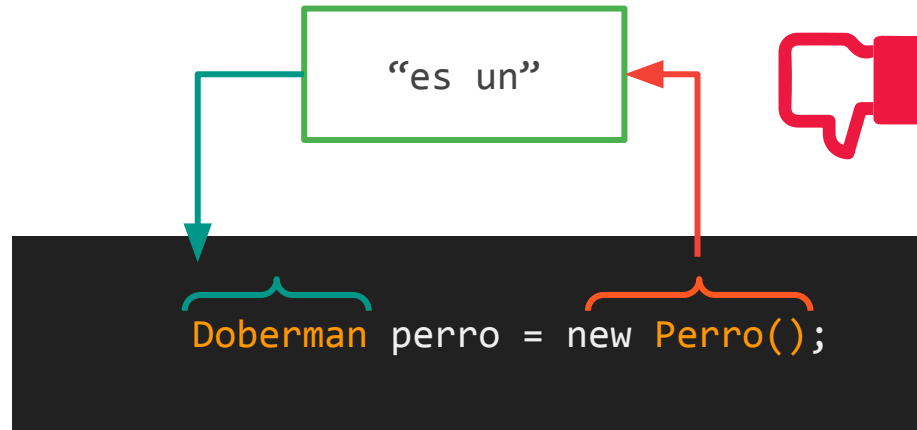 “es un”
Doberman perro = new Perro();